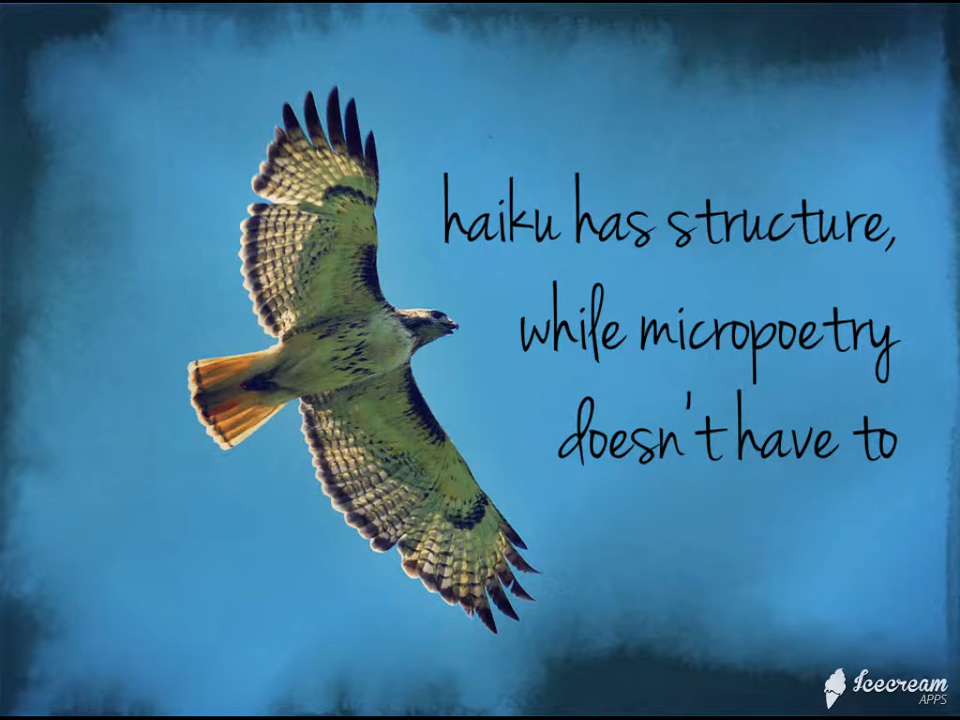 haiku has structure,
while micropoetry
doesn't have to
Icecream
APPS